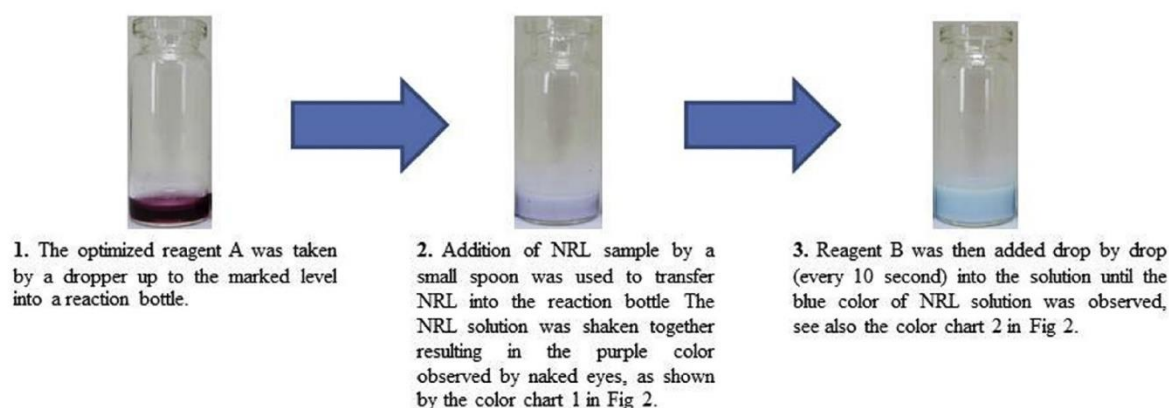 1. The optimized reagent A was taken
by a dropper up to the marked level
into a reaction bottle.
2. Addition of NRL sample by a
small spoon was used to transfer
NRL into the reaction bottle The
NRL solution was shaken together
resulting in the purple color
observed by naked eyes, as shown
by the color chart 1 in Fig 2.
3. Reagent B was then added drop by drop
(every 10 second) into the solution until the
blue color of NRL solution was observed,
see also the color chart 2 in Fig 2.